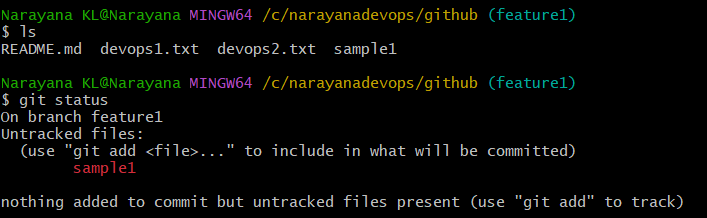 Narayana KL@Narayana MINGW64 /c/narayanadevops/github (feature1)
$ ls
README.md  devops1.txt  devops2.txt  sample1
Narayana KL@Narayana MINGW64 /c/narayanadevops/github (feature1)
$ git status
On branch feature1
Untracked files:
  (use "git add <file>..." to include in what will be committed)
        sample1
nothing added to commit but untracked files present (use "git add" to track)